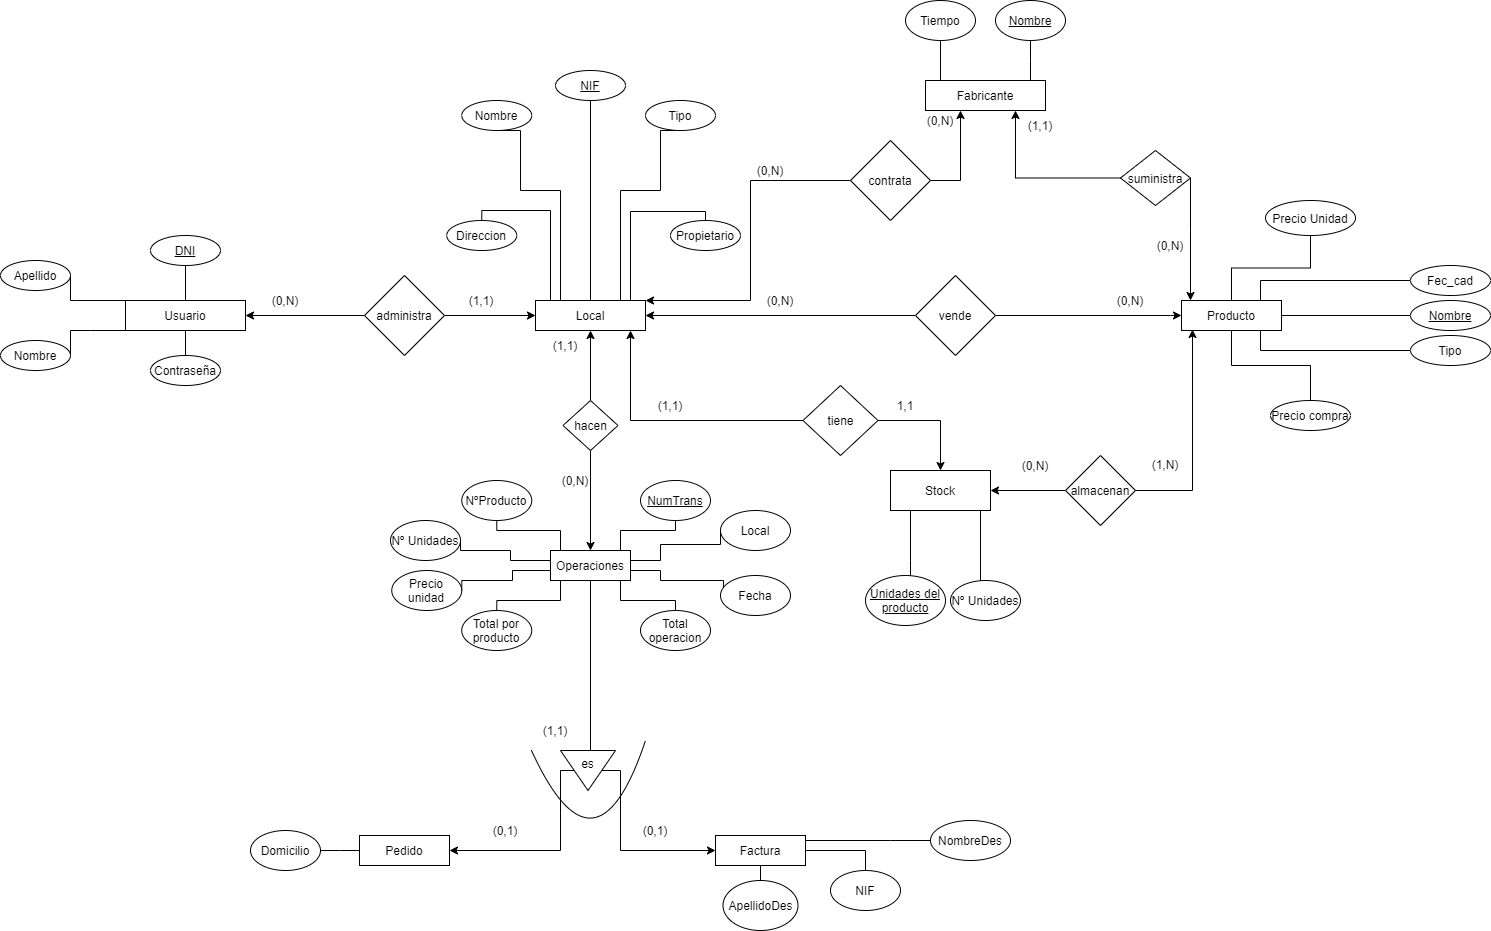 Tiempo
Nombre
Fabricante
(0,N)
(1,1)
NIF
Nombre
Tipo
contrata
(0,N)
suministra
Direccion
Propietario
(0,N)
Precio Unidad
DNI
Apellido
Fec_cad
Usuario
(0,N)
administra
(1,1)
Local
(0,N)
vende
(0,N)
Producto
Nombre
Nombre
Contraseña
(1,1)
Tipo
Precio compra
hacen
(1,1)
tiene
1,1
(0,N)
Stock
(0,N)
almacenan
(1,N)
NºProducto
NumTrans
Nº Unidades
Local
Operaciones
Precio
unidad
Fecha
Total por
producto
Total
operacion
Unidades del
producto
Nº Unidades
(1,1)
es
(0,1)
(0,1)
Domicilio
Pedido
Factura
NombreDes
NIF
ApellidoDes